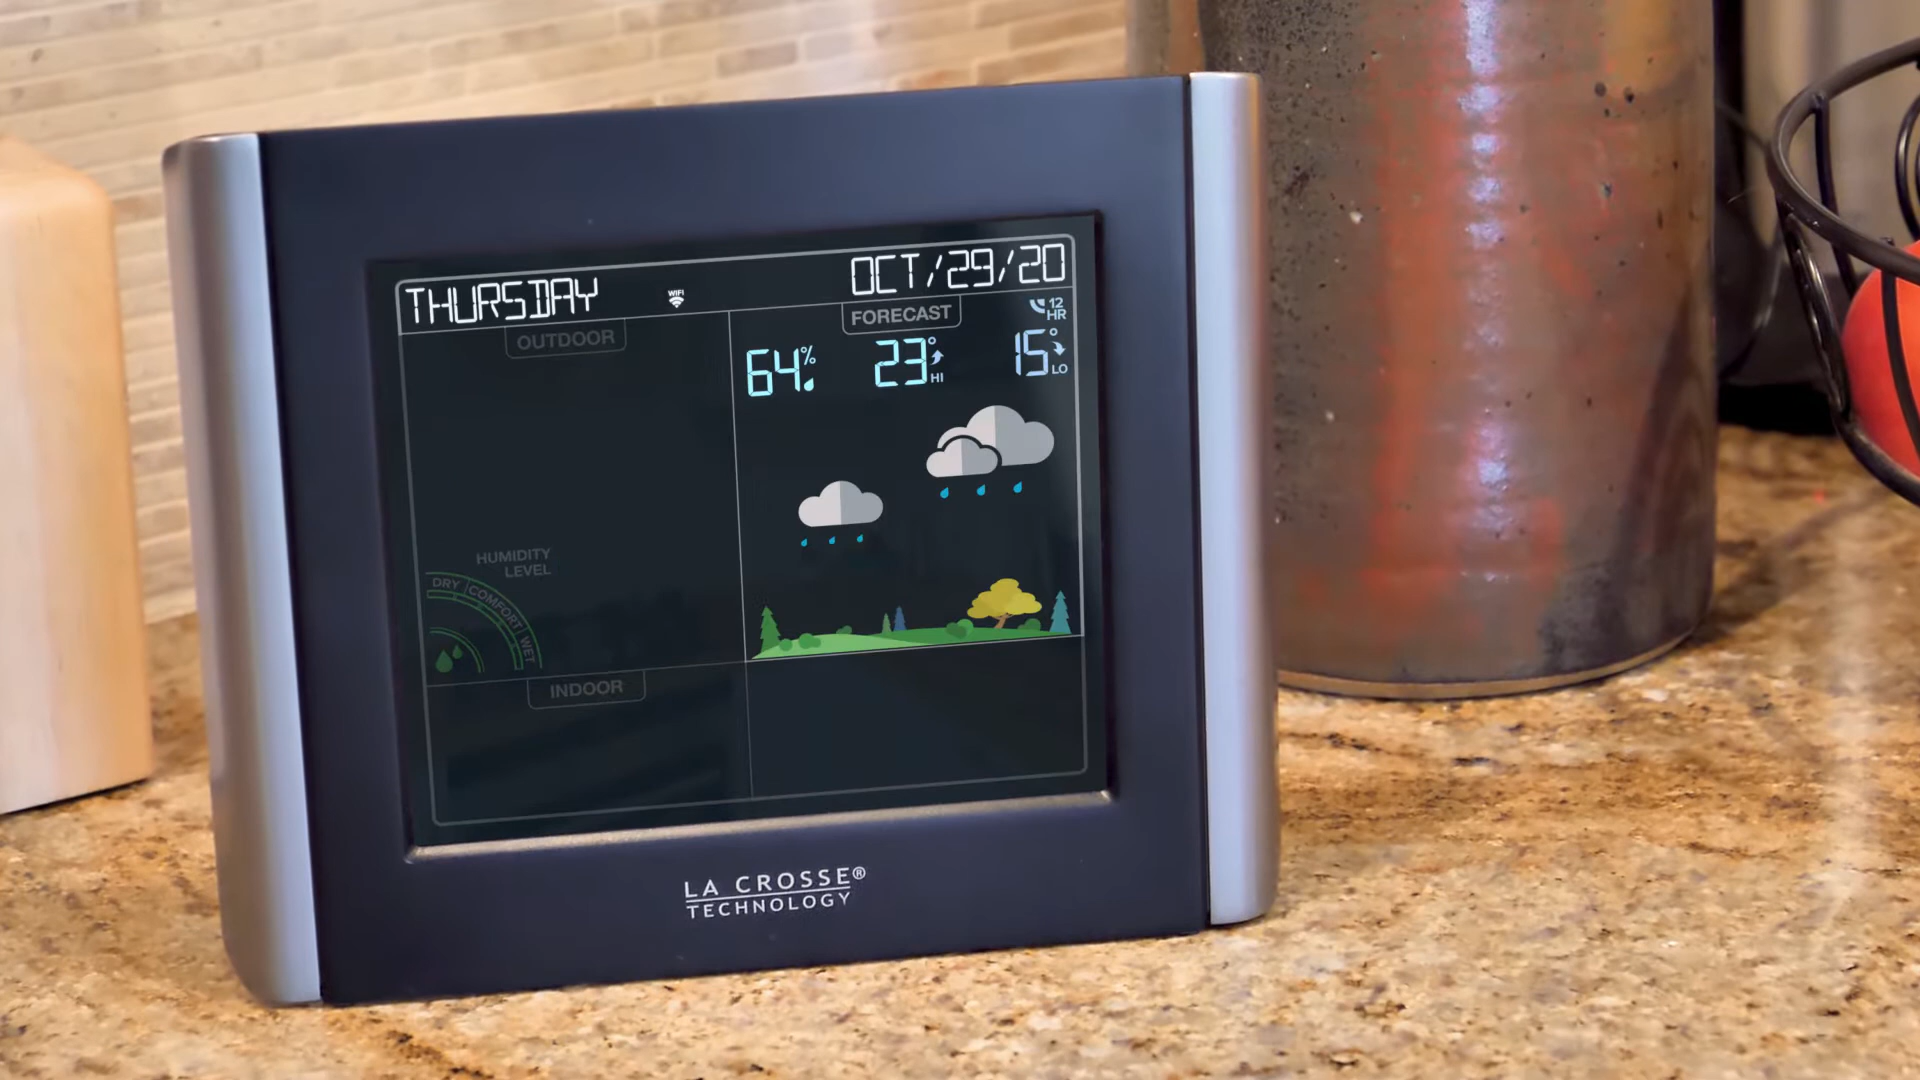 THURSDAY
WIFI
OCT/29/20
OUTDOOR
FORECAST
12
HR
64%
23° HI
15° LO
HUMIDITY
LEVEL
DRY | COMFORT | WET
INDOOR
LA CROSSE®
TECHNOLOGY